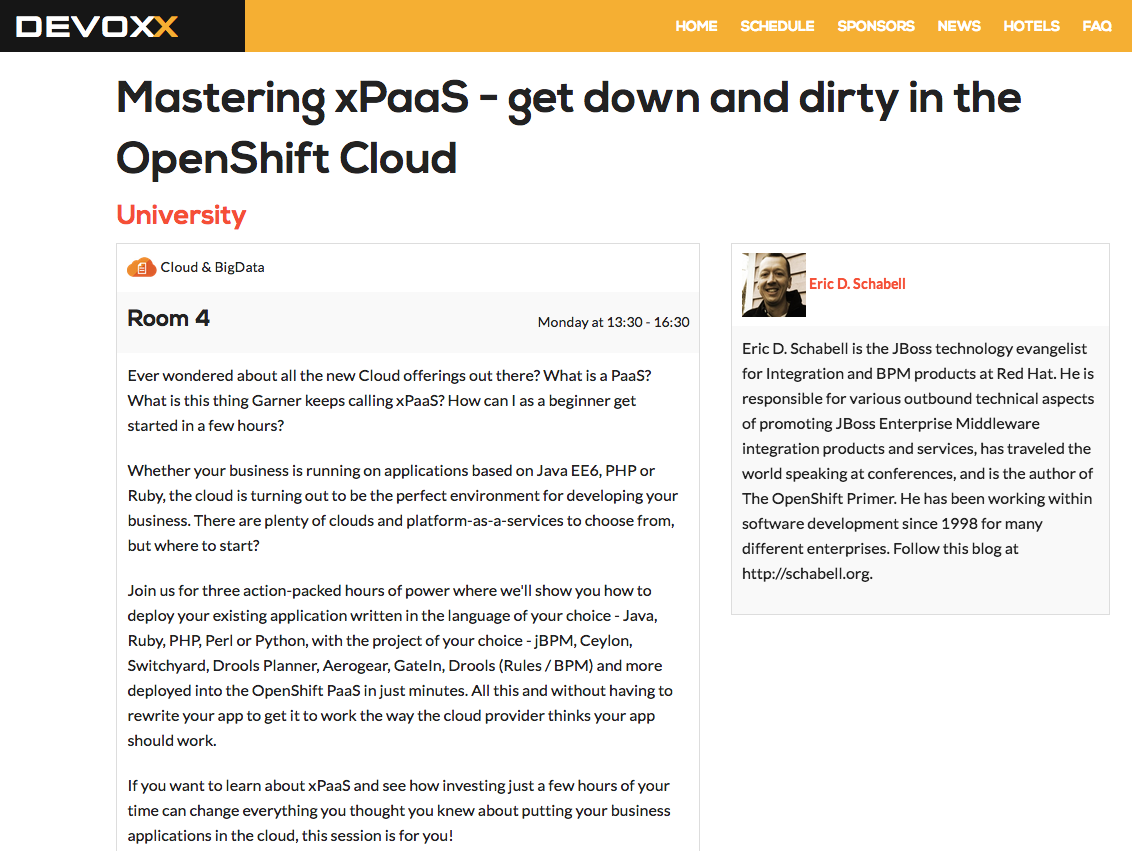 DEVOXX
HOME SCHEDULE SPONSORS NEWS HOTELS FAQ
Mastering xPaaS - get down and dirty in the
OpenShift Cloud
University
Cloud & BigData
Room 4
Monday at 13:30 - 16:30
Ever wondered about all the new Cloud offerings out there? What is a PaaS?
What is this thing Garner keeps calling xPaaS? How can I as a beginner get
started in a few hours?
Whether your business is running on applications based on Java EE6, PHP or
Ruby, the cloud is turning out to be the perfect environment for developing your
business. There are plenty of clouds and platform-as-a-services to choose from,
but where to start?
Join us for three action-packed hours of power where we'll show you how to
deploy your existing application written in the language of your choice - Java,
Ruby, PHP, Perl or Python, with the project of your choice - jBPM, Ceylon,
Switchyard, Drools Planner, Aerogear, GateIn, Drools (Rules / BPM) and more
deployed into the OpenShift PaaS in just minutes. All this and without having to
rewrite your app to get it to work the way the cloud provider thinks your app
should work.
If you want to learn about xPaaS and see how investing just a few hours of your
time can change everything you thought you knew about putting your business
applications in the cloud, this session is for you!
Eric D. Schabell
Eric D. Schabell is the JBoss technology evangelist
for Integration and BPM products at Red Hat. He is
responsible for various outbound technical aspects
of promoting JBoss Enterprise Middleware
integration products and services, has traveled the
world speaking at conferences, and is the author of
The OpenShift Primer. He has been working within
software development since 1998 for many
different enterprises. Follow this blog at
http://schabell.org.